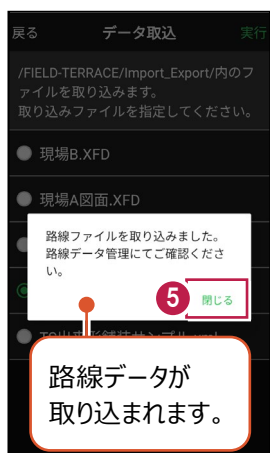 戻る データ取込 実行
/FIELD-TERRACE/Import_Export/内のフ
ァイルを取り込みます。
取り込みファイルを指定してください。
現場B.XFD
現場A図面.XFD
路線ファイルを取り込みました。
路線データ管理にてご確認くださ
い。
5 閉じる
路線データが
取り込まれます。